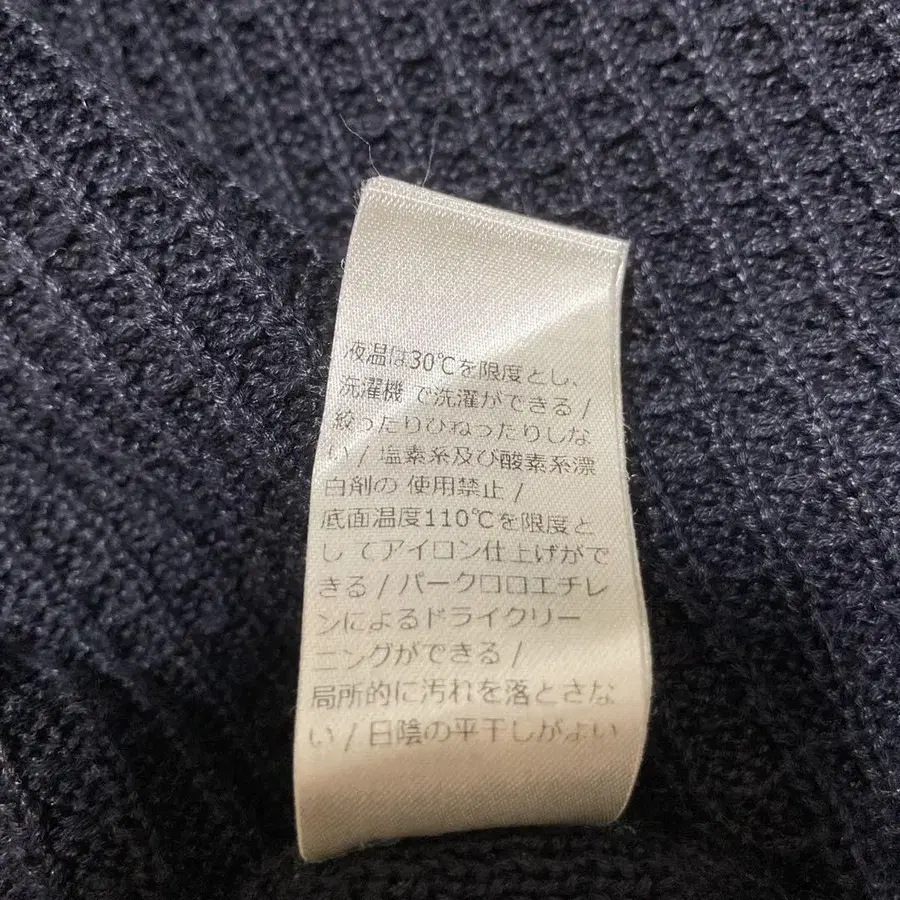 液温は30℃を限度とし、
洗濯機 で洗濯ができる /
絞ったりひねったりしな
い / 塩素系及び酸素系漂
白剤の 使用禁止 /
底面温度110℃を限度と
し てアイロン仕上げがで
きる / パークロロエチレ
ンによるドライクリー
ニングができる /
局所的に汚れを落とさな
い / 日陰の平干しがよい